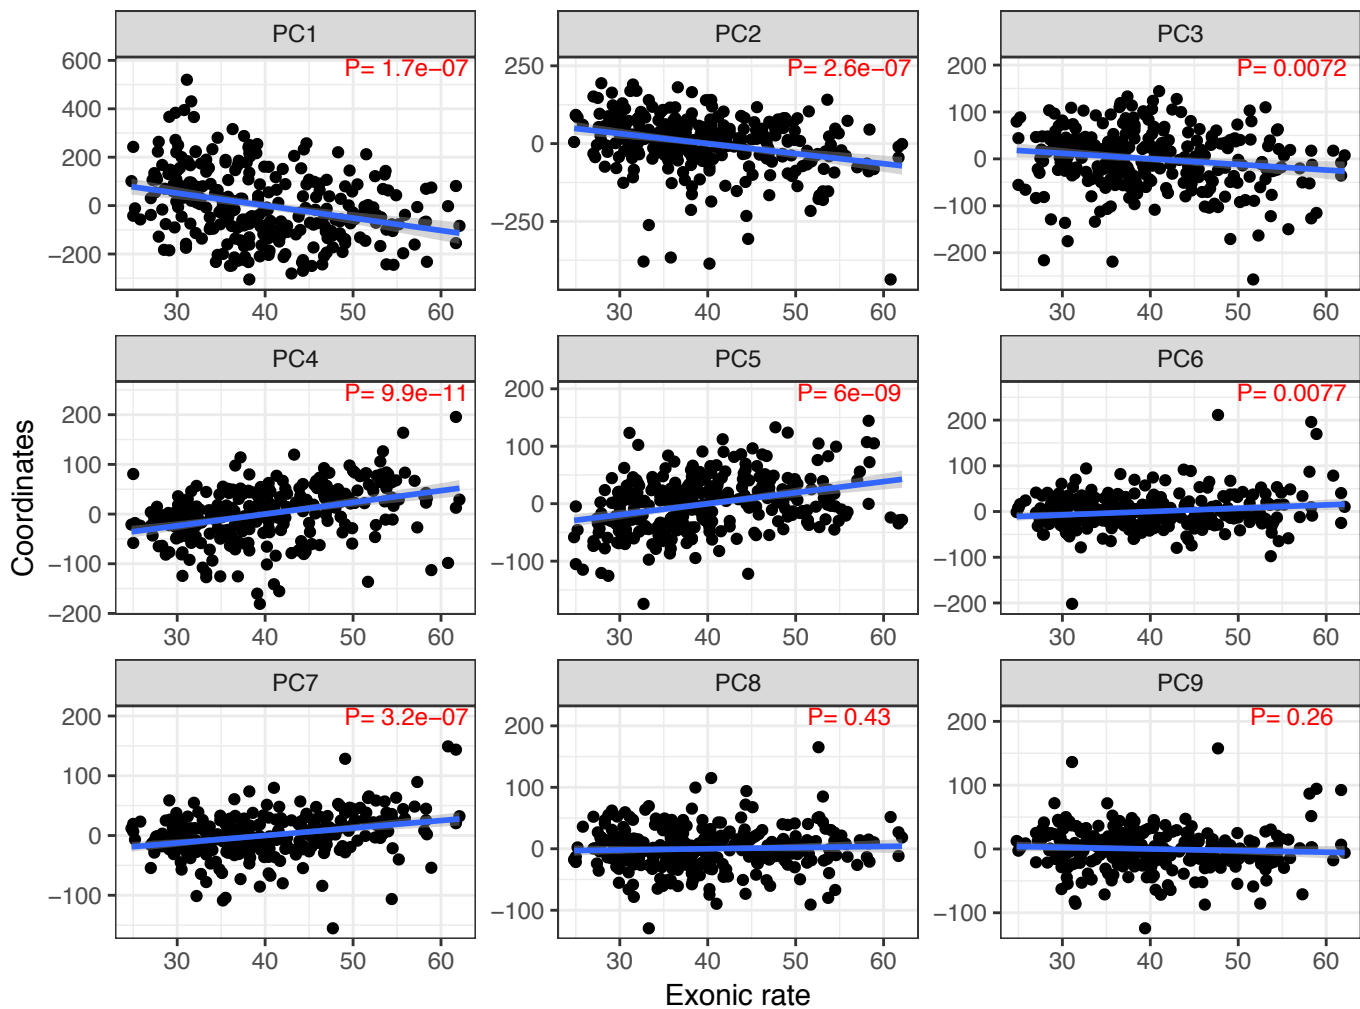 PC1
PC2
PC3
P= 1.7e−07
P= 2.6e−07
P= 0.0072
600
400
200
0
−200
250
0
−250
200
100
0
−100
−200
30 40 50 60
30 40 50 60
30 40 50 60
PC4
PC5
PC6
P= 9.9e−11
P= 6e−09
P= 0.0077
200
100
0
−100
−200
200
100
0
−100
200
100
0
−100
−200
30 40 50 60
30 40 50 60
30 40 50 60
PC7
PC8
PC9
P= 3.2e−07
P= 0.43
P= 0.26
200
100
0
−100
200
100
0
−100
200
100
0
−100
30 40 50 60
30 40 50 60
30 40 50 60
Coordinates
Exonic rate